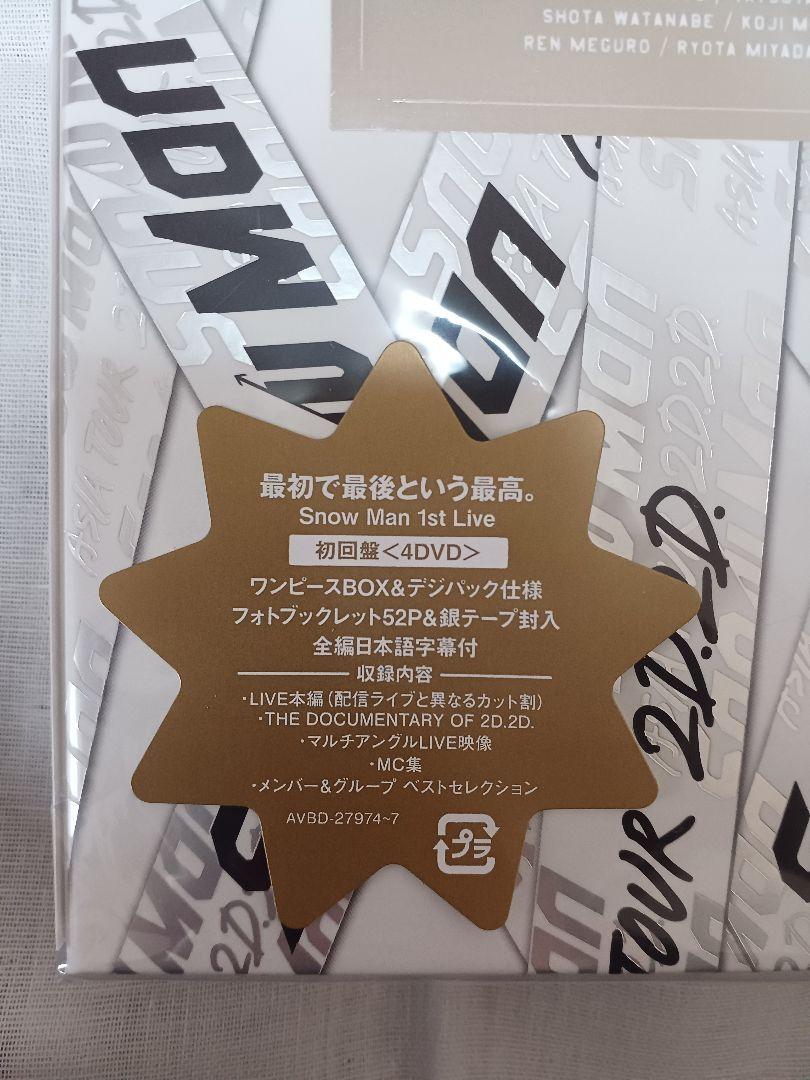 SHOTA WATANABE / KOJI M
REN MEGURO / RYOTA MIYADA
ASIA TOUR
最初で最後という最高。
Snow Man 1st Live
初回盤<4DVD>
ワンピースBOX&デジパック仕様
フォトブックレット52P&銀テープ封入
全編日本語字幕付
収録内容
・LIVE本編（配信ライブと異なるカット割）
・THE DOCUMENTARY OF 2D.2D.
・マルチアングルLIVE映像
・MC集
・メンバー&グループ ベストセレクション
AVBD-27974~7
プラ
TOUR 2D.2D.